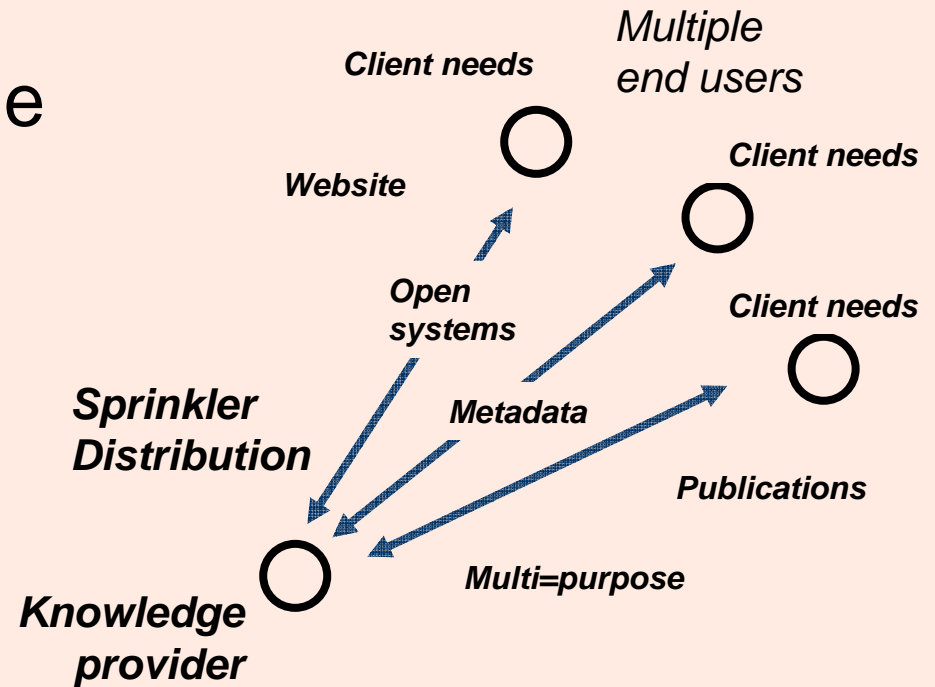 Multiple
end users
Client needs
e
Client needs
Website
Open
systems
Client needs
Sprinkler
Distribution
Metadata
Publications
Multi=purpose
Knowledge
provider